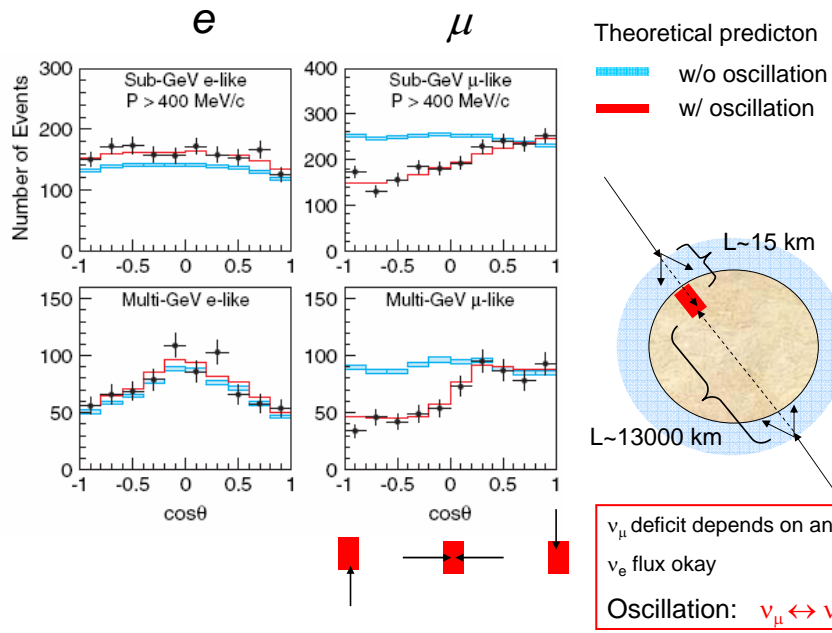 e
μ
Theoretical predicton
w/o oscillation
w/ oscillation
Number of Events
300
200
100
0
Sub-GeV e-like
P > 400 MeV/c
-1 -0.5 0 0.5 1
400
300
200
100
0
Sub-GeV μ-like
P > 400 MeV/c
-1 -0.5 0 0.5 1
150
100
50
0
Multi-GeV e-like
-1 -0.5 0 0.5 1
cosθ
150
100
50
0
Multi-GeV μ-like
-1 -0.5 0 0.5 1
cosθ
L~15 km
L~13000 km
νμ deficit depends on an
νe flux okay
Oscillation: νμ ↔ ν